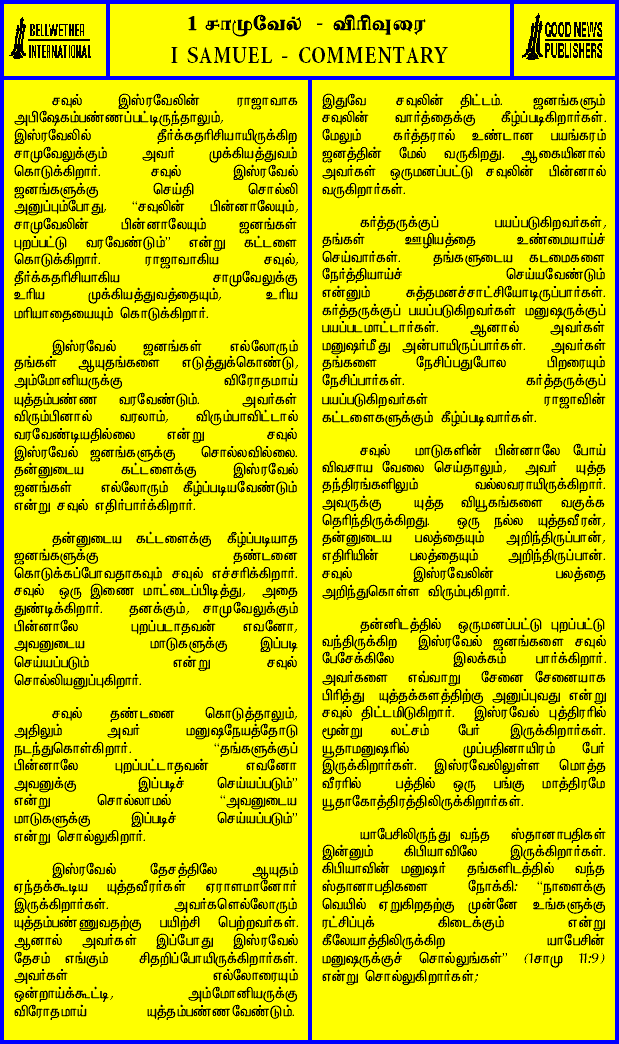 BELLWETHER
INTERNATIONAL
1 சாமுவேல் - விரிவுரை
I SAMUEL - COMMENTARY
GOOD NEWS
PUBLISHERS
சவுல் இஸ்ரவேலின் ராஜாவாக
அபிஷேகம்பண்ணப்பட்டிருந்தாலும்,
இஸ்ரவேலில் தீர்க்கதரிசியாயிருக்கிற
சாமுவேலுக்கும் அவர் முக்கியத்துவம்
கொடுக்கிறார். சவுல் இஸ்ரவேல்
ஜனங்களுக்கு செய்தி சொல்லி
அனுப்பும்போது, “சவுலின் பின்னாலேயும்,
சாமுவேலின் பின்னாலேயும் ஜனங்கள்
புறப்பட்டு வரவேண்டும்” என்று கட்டளை
கொடுக்கிறார். ராஜாவாகிய சவுல்,
தீர்க்கதரிசியாகிய சாமுவேலுக்கு
உரிய முக்கியத்துவத்தையும், உரிய
மரியாதையையும் கொடுக்கிறார்.
இஸ்ரவேல் ஜனங்கள் எல்லோரும்
தங்கள் ஆயுதங்களை எடுத்துக்கொண்டு,
அம்மோனியருக்கு விரோதமாய்
யுத்தம்பண்ண வரவேண்டும். அவர்கள்
விரும்பினால் வரலாம், விரும்பாவிட்டால்
வரவேண்டியதில்லை என்று சவுல்
இஸ்ரவேல் ஜனங்களுக்கு சொல்லவில்லை.
தன்னுடைய கட்டளைக்கு இஸ்ரவேல்
ஜனங்கள் எல்லோரும் கீழ்ப்படியவேண்டும்
என்று சவுல் எதிர்பார்க்கிறார்.
தன்னுடைய கட்டளைக்கு கீழ்ப்படியாத
ஜனங்களுக்கு தண்டனை
கொடுக்கப்போவதாகவும் சவுல் எச்சரிக்கிறார்.
சவுல் ஒரு இணை மாட்டைப்பிடித்து, அதை
துண்டிக்கிறார். தனக்கும், சாமுவேலுக்கும்
பின்னாலே புறப்படாதவன் எவனோ,
அவனுடைய மாடுகளுக்கு இப்படி
செய்யப்படும் என்று சவுல்
சொல்லியனுப்புகிறார்.
சவுல் தண்டனை கொடுத்தாலும்,
அதிலும் அவர் மனுஷநேயத்தோடு
நடந்துகொள்கிறார். “தங்களுக்குப்
பின்னாலே புறப்பட்டாதவன் எவனோ
அவனுக்கு இப்படிச் செய்யப்படும்”
என்று சொல்லாமல் “அவனுடைய
மாடுகளுக்கு இப்படிச் செய்யப்படும்”
என்று சொல்லுகிறார்.
இஸ்ரவேல் தேசத்திலே ஆயுதம்
ஏந்தக்கூடிய யுத்தவீரர்கள் ஏராளமானோர்
இருக்கிறார்கள். அவர்களெல்லோரும்
யுத்தம்பண்ணுவதற்கு பயிற்சி பெற்றவர்கள்.
ஆனால் அவர்கள் இப்போது இஸ்ரவேல்
தேசம் எங்கும் சிதறிப்போயிருக்கிறார்கள்.
அவர்கள் எல்லோரையும்
ஒன்றாய்க்கூட்டி, அம்மோனியருக்கு
விரோதமாய் யுத்தம்பண்ணவேண்டும்.
இதுவே சவுலின் திட்டம். ஜனங்களும்
சவுலின் வார்த்தைக்கு கீழ்ப்படிகிறார்கள்.
மேலும் கர்த்தரால் உண்டான பயங்கரம்
ஜனத்தின் மேல் வருகிறது. ஆகையினால்
அவர்கள் ஒருமனப்பட்டு சவுலின் பின்னால்
வருகிறார்கள்.
கர்த்தருக்குப் பயப்படுகிறவர்கள்,
தங்கள் ஊழியத்தை உண்மையாய்ச்
செய்வார்கள். தங்களுடைய கடமைகளை
நேர்த்தியாய்ச் செய்யவேண்டும்
என்னும் சுத்தமனச்சாட்சியோடிருப்பார்கள்.
கர்த்தருக்குப் பயப்படுகிறவர்கள் மனுஷருக்குப்
பயப்படமாட்டார்கள். ஆனால் அவர்கள்
மனுஷர்மீது அன்பாயிருப்பார்கள். அவர்கள்
தங்களை நேசிப்பதுபோல பிறரையும்
நேசிப்பார்கள். கர்த்தருக்குப்
பயப்படுகிறவர்கள் ராஜாவின்
கட்டளைகளுக்கும் கீழ்ப்படிவார்கள்.
சவுல் மாடுகளின் பின்னாலே போய்
விவசாய வேலை செய்தாலும், அவர் யுத்த
தந்திரங்களிலும் வல்லவராயிருக்கிறார்.
அவருக்கு யுத்த வியூகங்களை வகுக்க
தெரிந்திருக்கிறது. ஒரு நல்ல யுத்தவீரன்,
தன்னுடைய பலத்தையும் அறிந்திருப்பான்,
எதிரியின் பலத்தையும் அறிந்திருப்பான்.
சவுல் இஸ்ரவேலின் பலத்தை
அறிந்துகொள்ள விரும்புகிறார்.
தன்னிடத்தில் ஒருமனப்பட்டு புறப்பட்டு
வந்திருக்கிற இஸ்ரவேல் ஜனங்களை சவுல்
பேசேக்கிலே இலக்கம் பார்க்கிறார்.
அவர்களை எவ்வாறு சேனை சேனையாக
பிரித்து யுத்தக்களத்திற்கு அனுப்புவது என்று
சவுல் திட்டமிடுகிறார். இஸ்ரவேல் புத்திரரில்
மூன்று லட்சம் பேர் இருக்கிறார்கள்.
யூதாமனுஷரில் முப்பதினாயிரம் பேர்
இருக்கிறார்கள். இஸ்ரவேலிலுள்ள மொத்த
வீரரில் பத்தில் ஒரு பங்கு மாத்திரமே
யூதாகோத்திரத்திலிருக்கிறார்கள்.
யாபேசிலிருந்து வந்த ஸ்தானாபதிகள்
இன்னும் கிபியாவிலே இருக்கிறார்கள்.
கிபியாவின் மனுஷர் தங்களிடத்தில் வந்த
ஸ்தானாபதிகளை நோக்கி: “நாளைக்கு
வெயில் ஏறுகிறதற்கு முன்னே உங்களுக்கு
ரட்சிப்புக் கிடைக்கும் என்று
கீலேயாத்திலிருக்கிற யாபேசின்
மனுஷருக்குச் சொல்லுங்கள்” (1சாமு 11:9)
என்று சொல்லுகிறார்கள்;